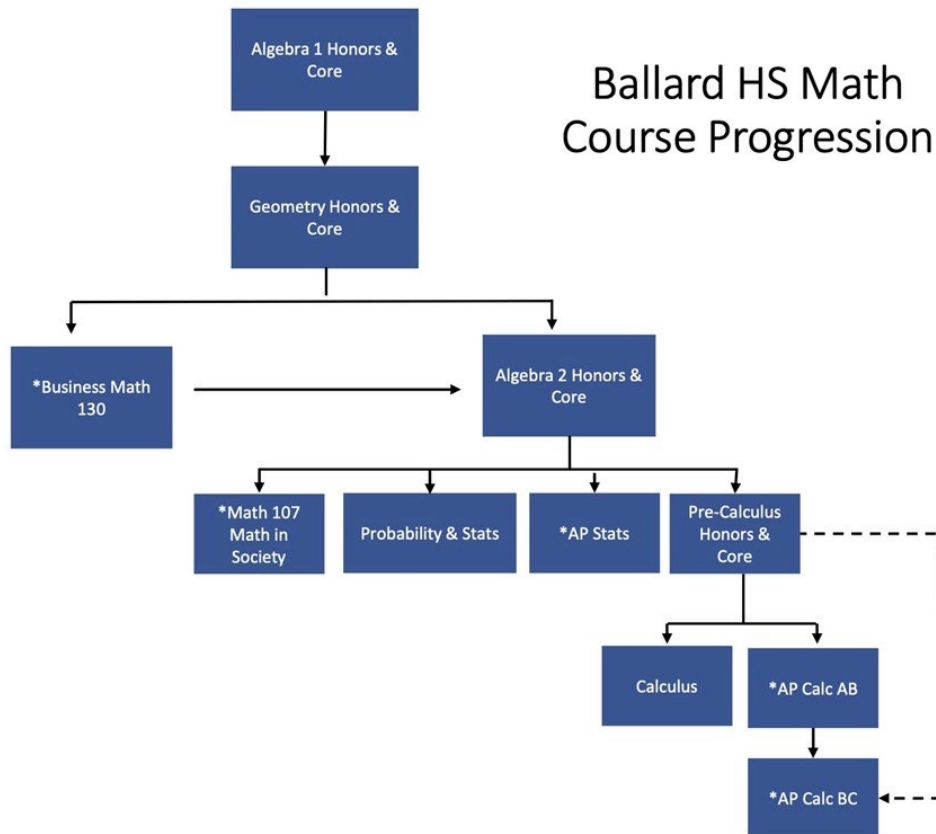 Algebra 1 Honors &
Core
Ballard HS Math
Course Progression
Geometry Honors &
Core
*Business Math
130
Algebra 2 Honors &
Core
*Math 107
Math in
Society
Probability & Stats
*AP Stats
Pre-Calculus
Honors &
Core
Calculus
*AP Calc AB
*AP Calc BC